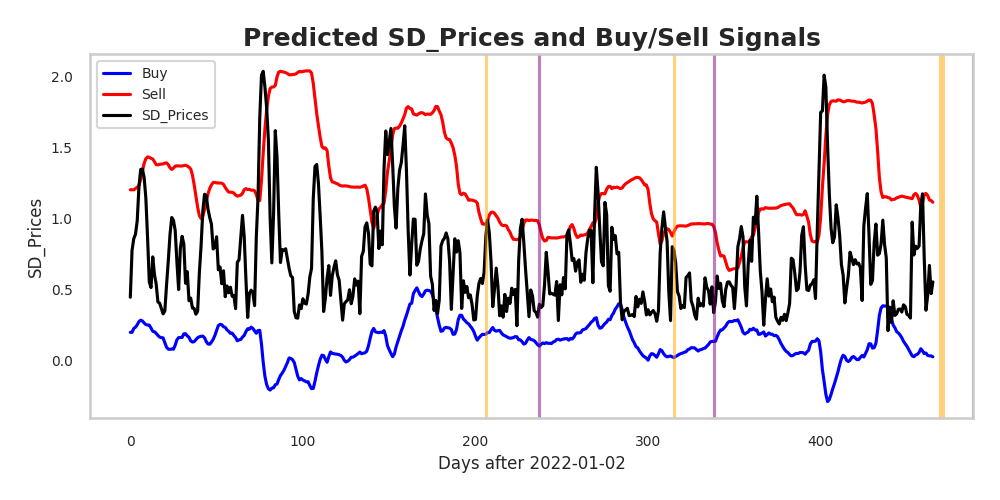 Predicted SD_Prices and Buy/Sell Signals
Buy
Sell
SD_Prices
2.0
1.5
1.0
0.5
0.0
SD_Prices
0 100 200 300 400
Days after 2022-01-02